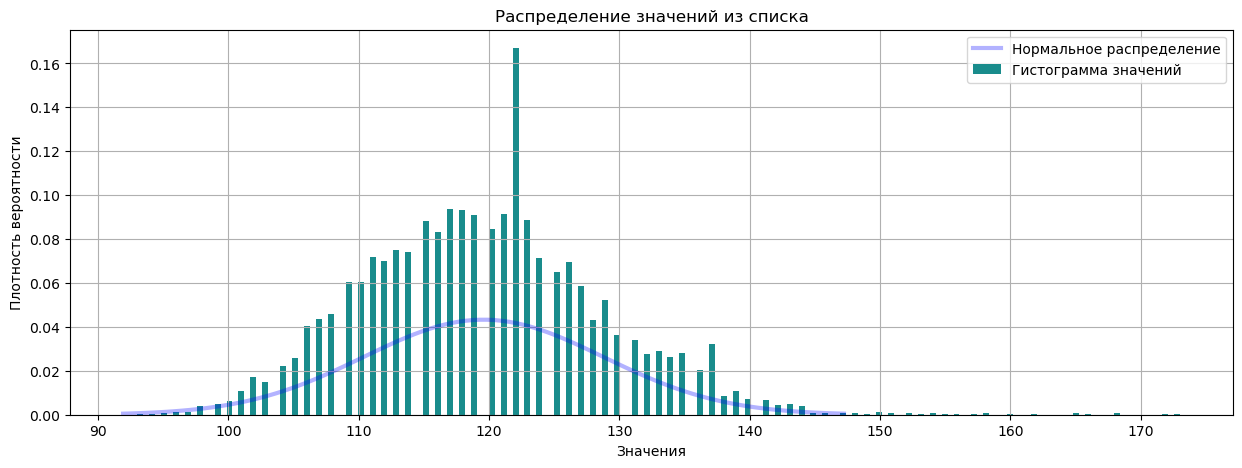 Распределение значений из списка
Плотность вероятности
0.16
0.14
0.12
0.10
0.08
0.06
0.04
0.02
0.00
Нормальное распределение
Гистограмма значений
90 100 110 120 130 140 150 160 170
Значения